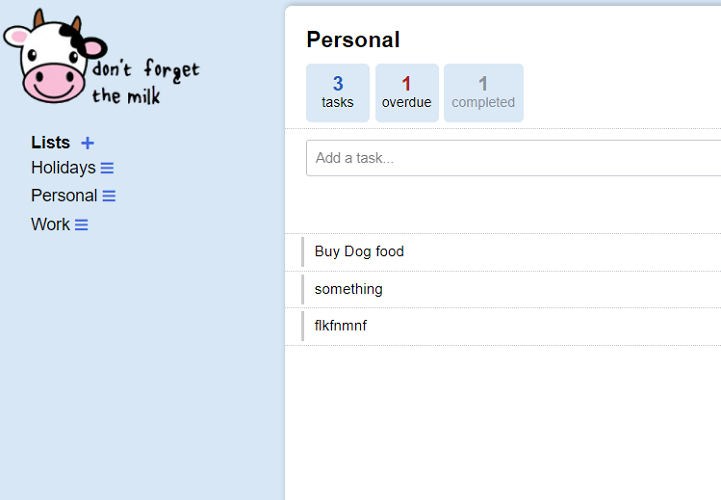 don't forget
the milk
Lists +
Holidays
Personal
Work
Personal
3 1 1
tasks overdue completed
Add a task...
Buy Dog food
something
flkfnmnf